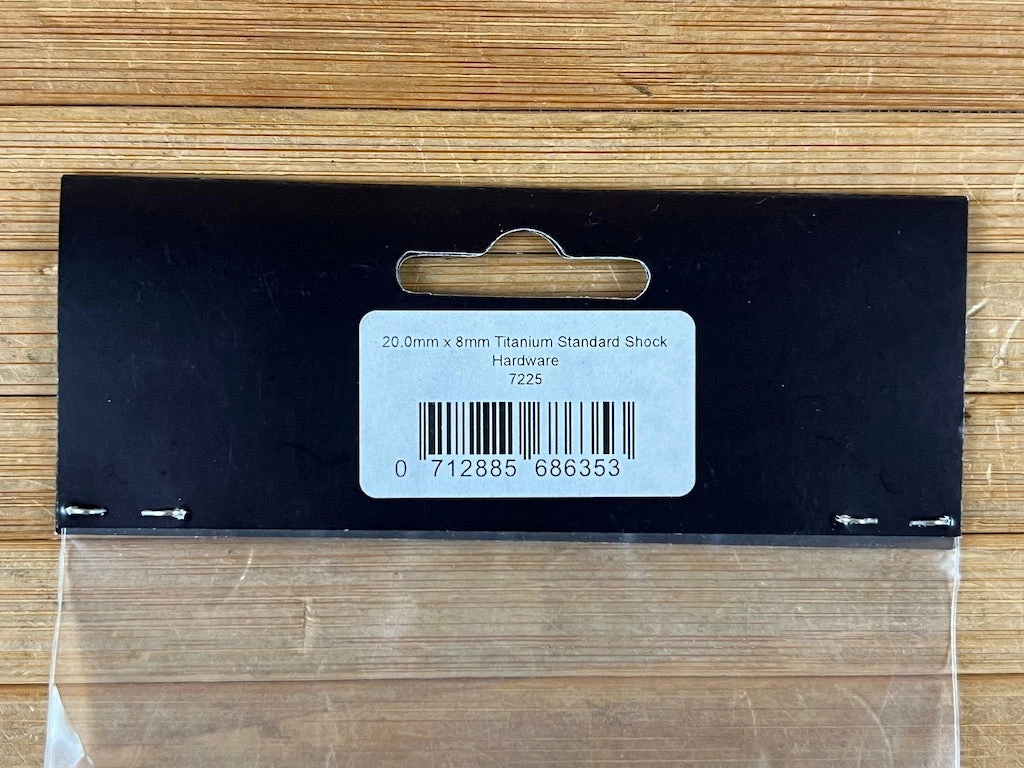 20.0mm x 8mm Titanium Standard Shock
Hardware
7225
0 712885 686353